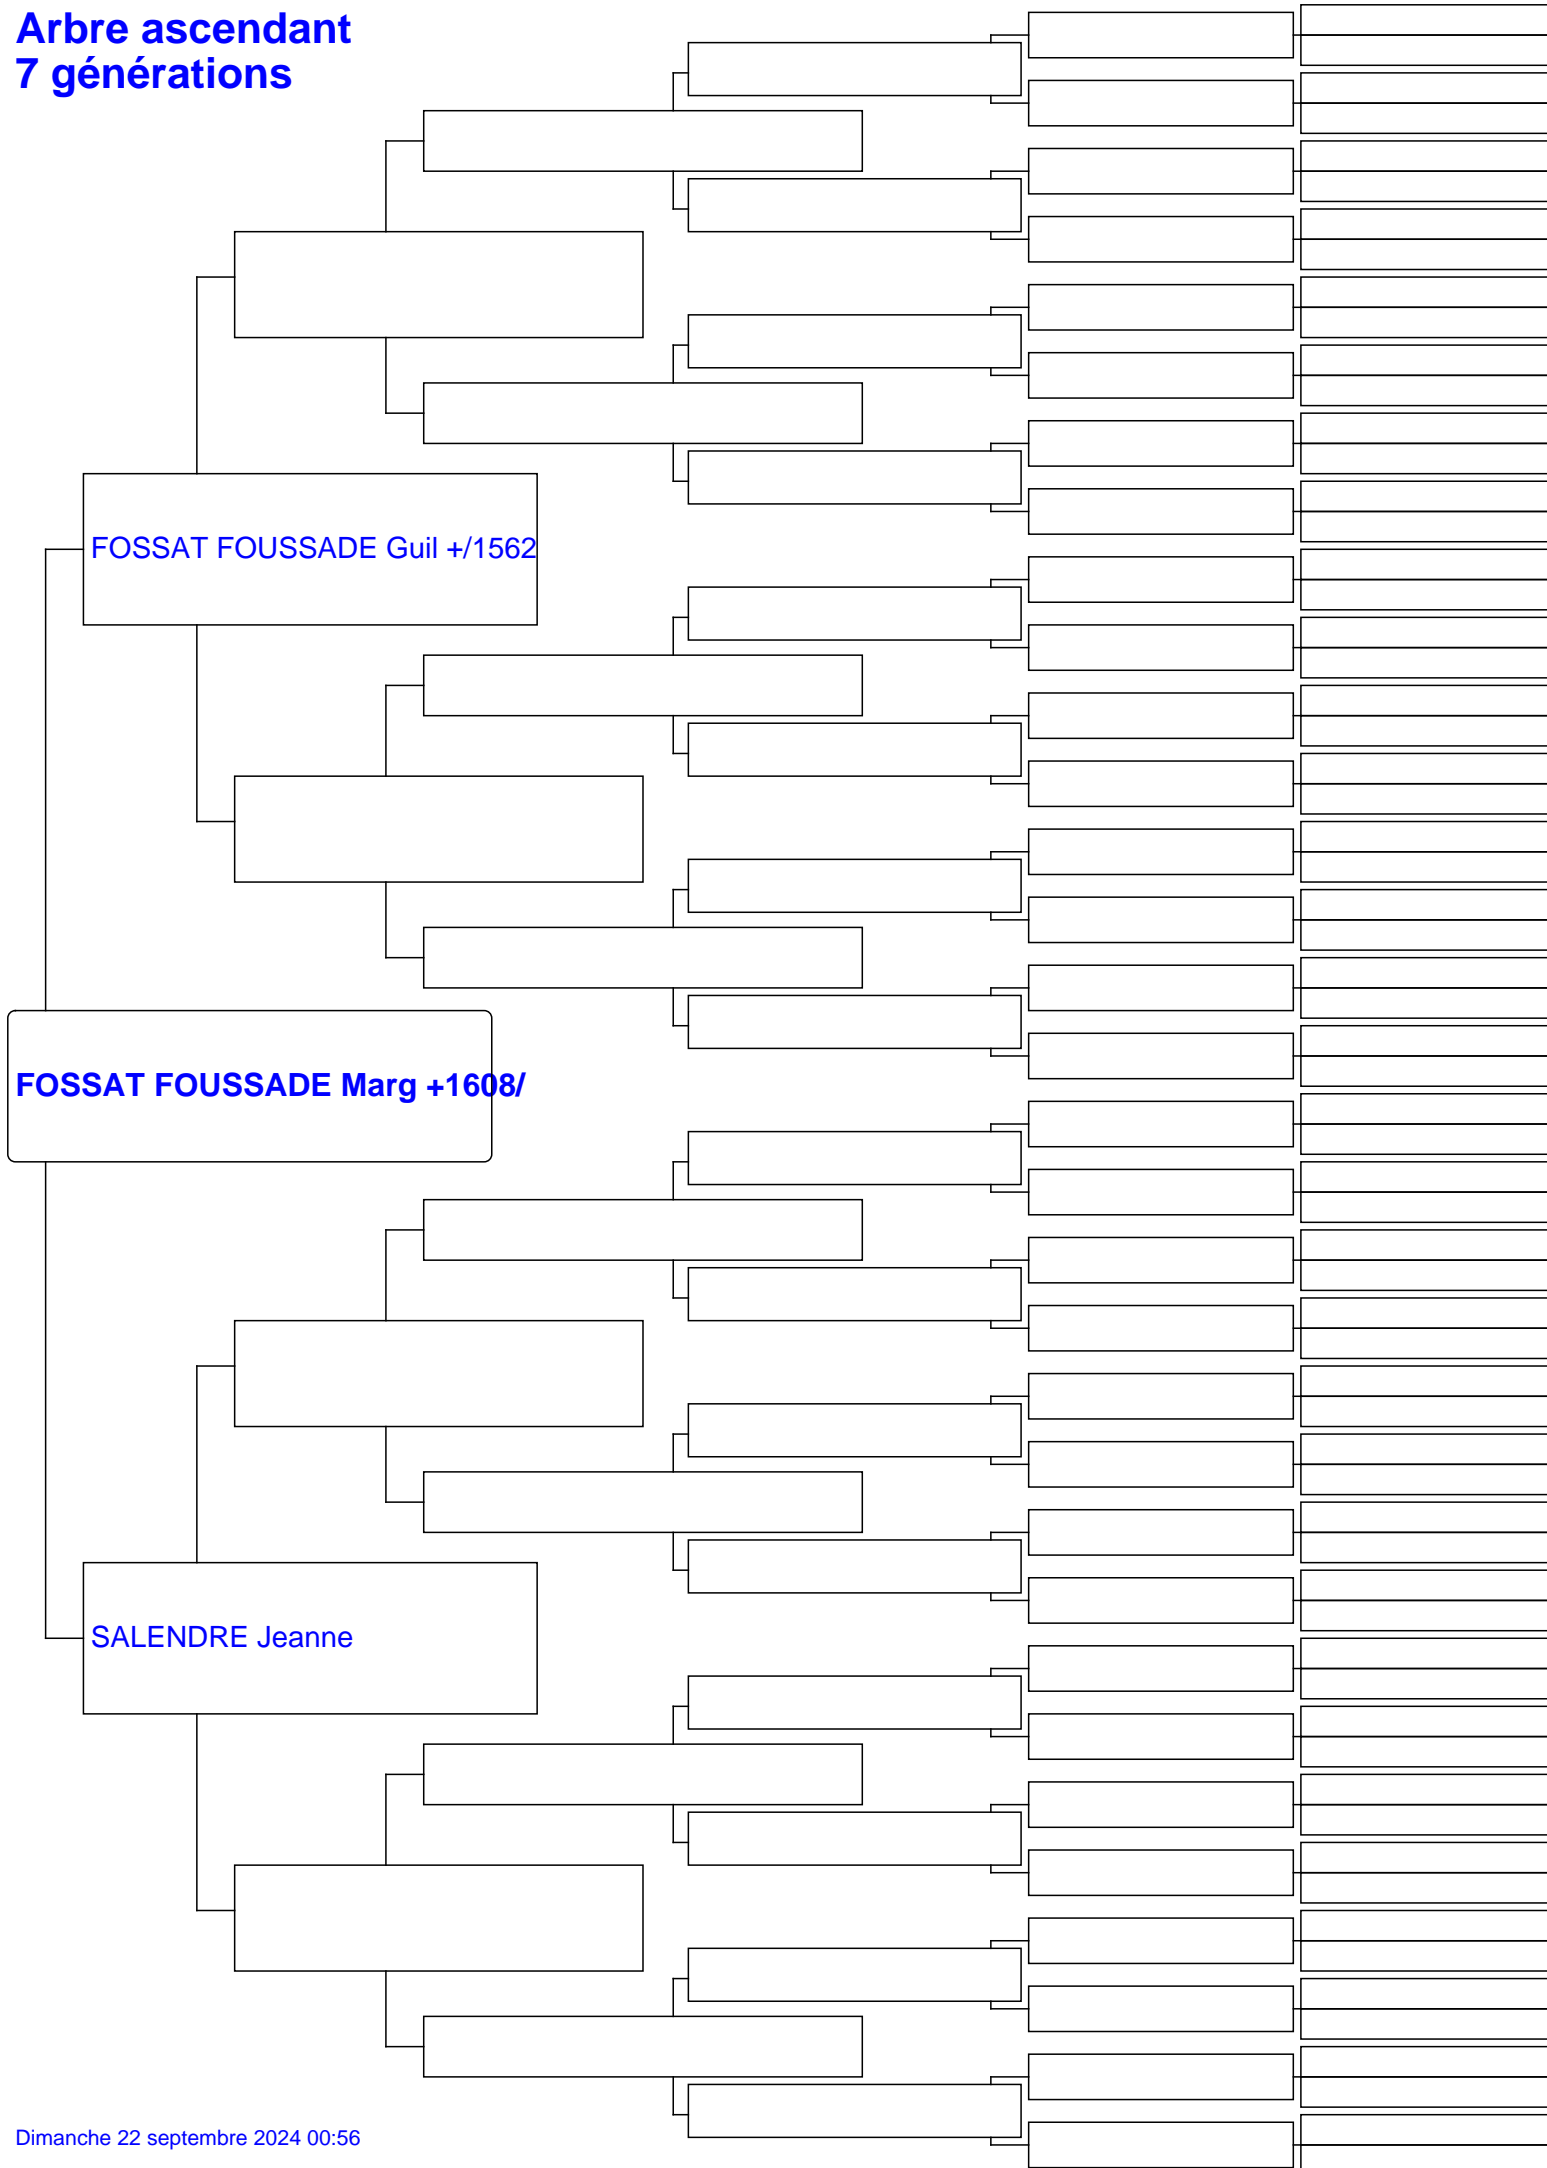 Arbre ascendant
7 générations
FOSSAT FOUSSADE Guil +/1562
FOSSAT FOUSSADE Marg +1608/
SALENDRE Jeanne
Dimanche 22 septembre 2024 00:56